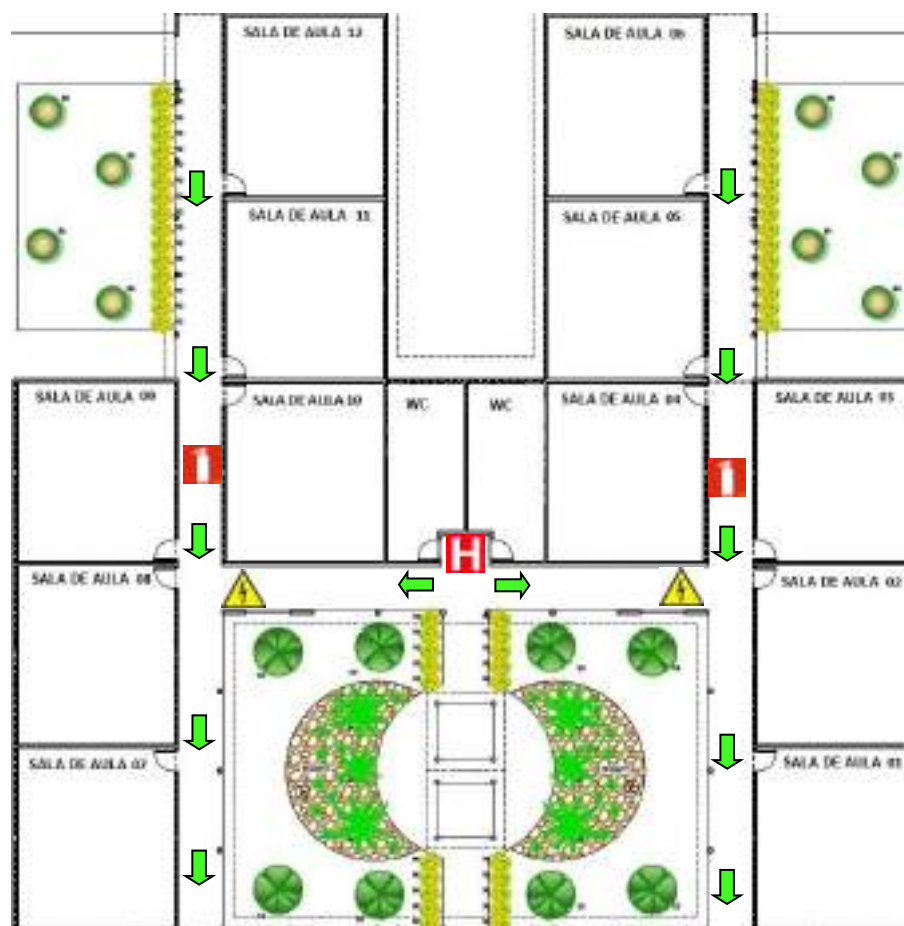 SALA DE AULA 12
SALA DE AULA 06
SALA DE AULA 11
SALA DE AULA 05
SALA DE AULA 09
SALA DE AULA 10
WC
WC
SALA DE AULA 04
SALA DE AULA 03
H
SALA DE AULA 08
SALA DE AULA 02
SALA DE AULA 07
SALA DE AULA 01